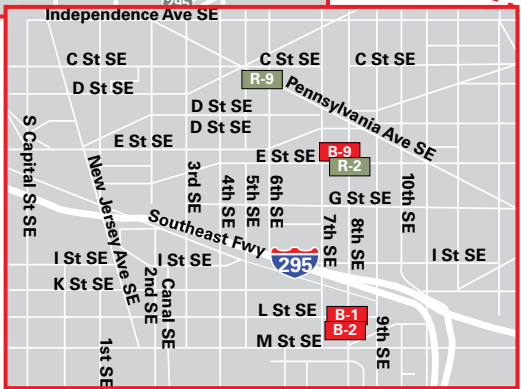 295
Independence Ave SE
C St SE
C St SE
C St SE
D St SE
R-9
Pennsylvania Ave SE
D St SE
D St SE
E St SE
E St SE
B-9
R-2
S Capital St SE
New Jersey Ave SE
3rd SE
4th SE
5th SE
6th SE
10th SE
G St SE
Southeast Fwy
7th SE
8th SE
295
I St SE
I St SE
I St SE
K St SE
2nd SE
Canal SE
L St SE
B-1
M St SE
B-2
9th SE
1st SE